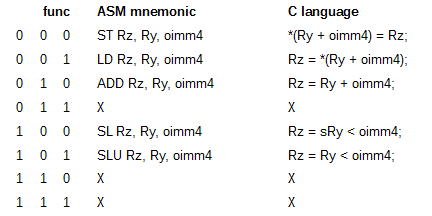 func ASM mnemonic C language
0 0 0 ST Rz, Ry, oimm4 *(Ry + oimm4) = Rz;
0 0 1 LD Rz, Ry, oimm4 Rz = *(Ry + oimm4);
0 1 0 ADD Rz, Ry, oimm4 Rz = Ry + oimm4;
0 1 1 X X
1 0 0 SL Rz, Ry, oimm4 Rz = sRy < oimm4;
1 0 1 SLU Rz, Ry, oimm4 Rz = Ry < oimm4;
1 1 0 X X
1 1 1 X X